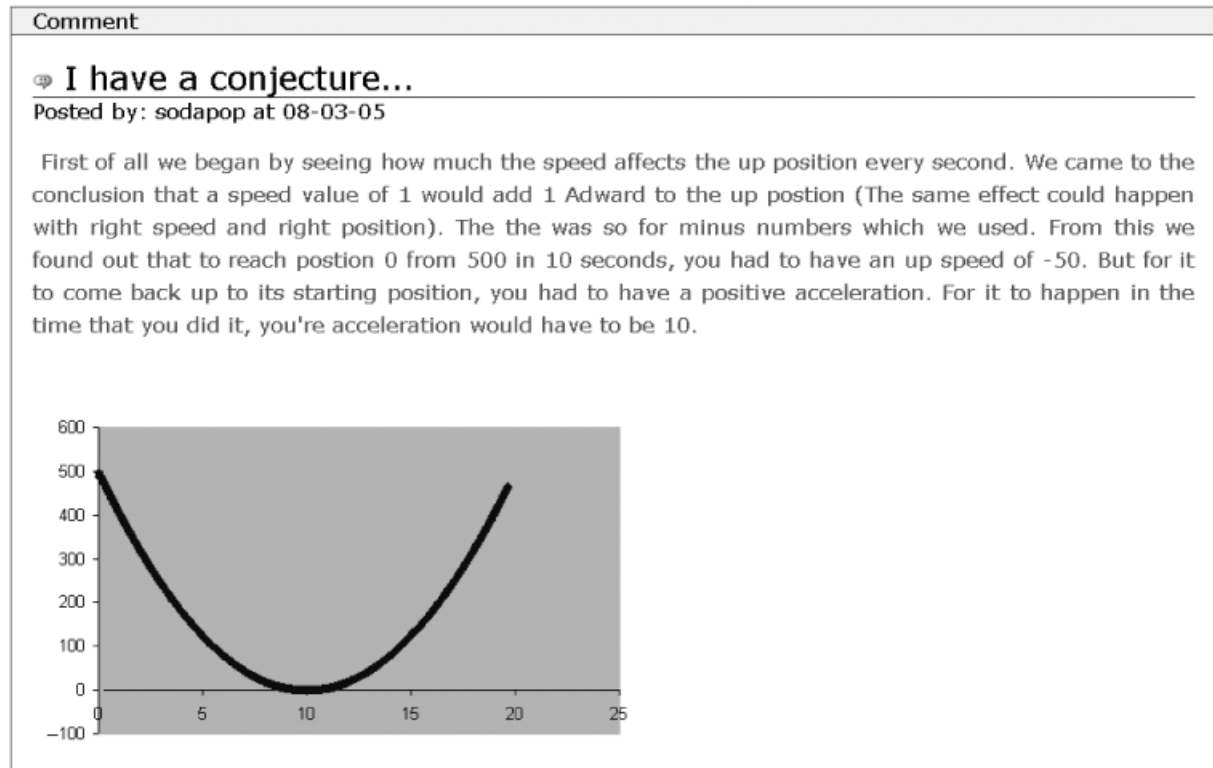 Comment
I have a conjecture...
Posted by: sodapop at 08-03-05
First of all we began by seeing how much the speed affects the up position every second. We came to the
conclusion that a speed value of 1 would add 1 Adward to the up postion (The same effect could happen
with right speed and right position). The the was so for minus numbers which we used. From this we
found out that to reach postion 0 from 500 in 10 seconds, you had to have an up speed of -50. But for it
to come back up to its starting position, you had to have a positive acceleration. For it to happen in the
time that you did it, you're acceleration would have to be 10.
600
500
400
300
200
100
0
0 5 10 15 20 25
−100